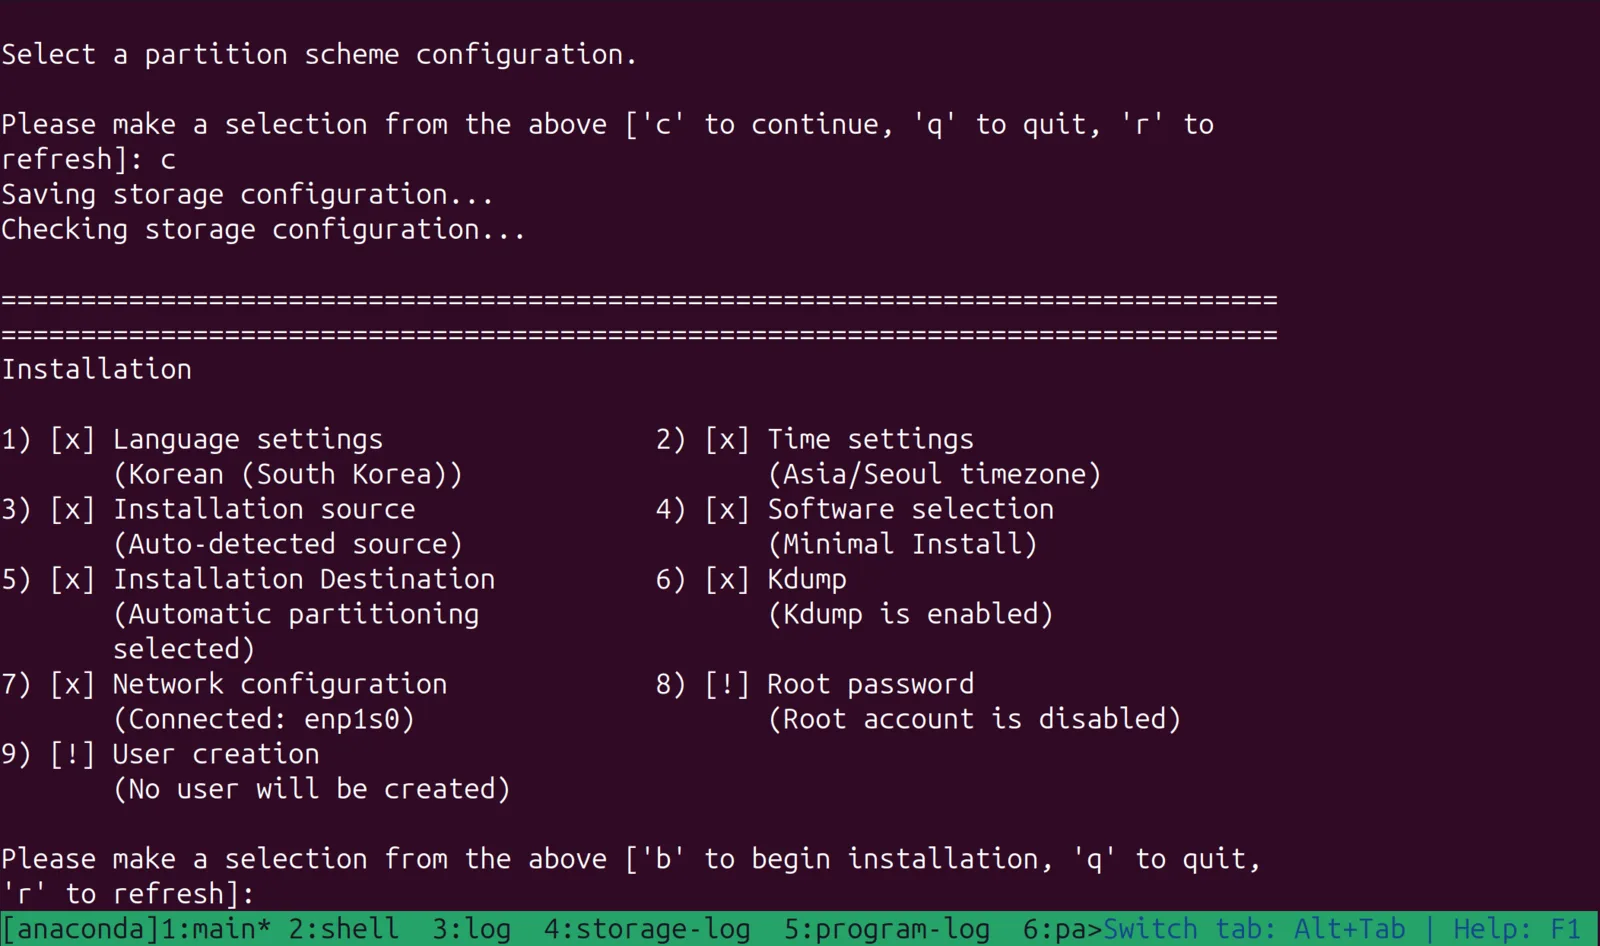 Select a partition scheme configuration.
Please make a selection from the above ['c' to continue, 'q' to quit, 'r' to
refresh]: c
Saving storage configuration...
Checking storage configuration...
================================================================================
================================================================================
Installation
1) [x] Language settings                 2) [x] Time settings
       (Korean (South Korea))                   (Asia/Seoul timezone)
3) [x] Installation source               4) [x] Software selection
       (Auto-detected source)                   (Minimal Install)
5) [x] Installation Destination          6) [x] Kdump
       (Automatic partitioning                  (Kdump is enabled)
       selected)
7) [x] Network configuration             8) [!] Root password
       (Connected: enp1s0)                      (Root account is disabled)
9) [!] User creation
       (No user will be created)
Please make a selection from the above ['b' to begin installation, 'q' to quit,
'r' to refresh]:
[anaconda]1:main* 2:shell  3:log  4:storage-log  5:program-log  6:pa>Switch tab: Alt+Tab | Help: F1